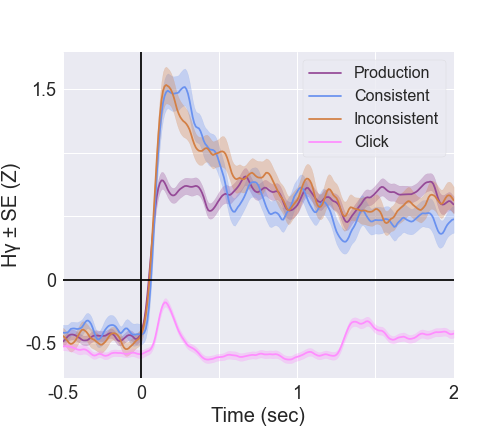 Production
Consistent
Inconsistent
Click
1.5
0
-0.5
Hγ ± SE (Z)
-0.5
0
1
2
Time (sec)